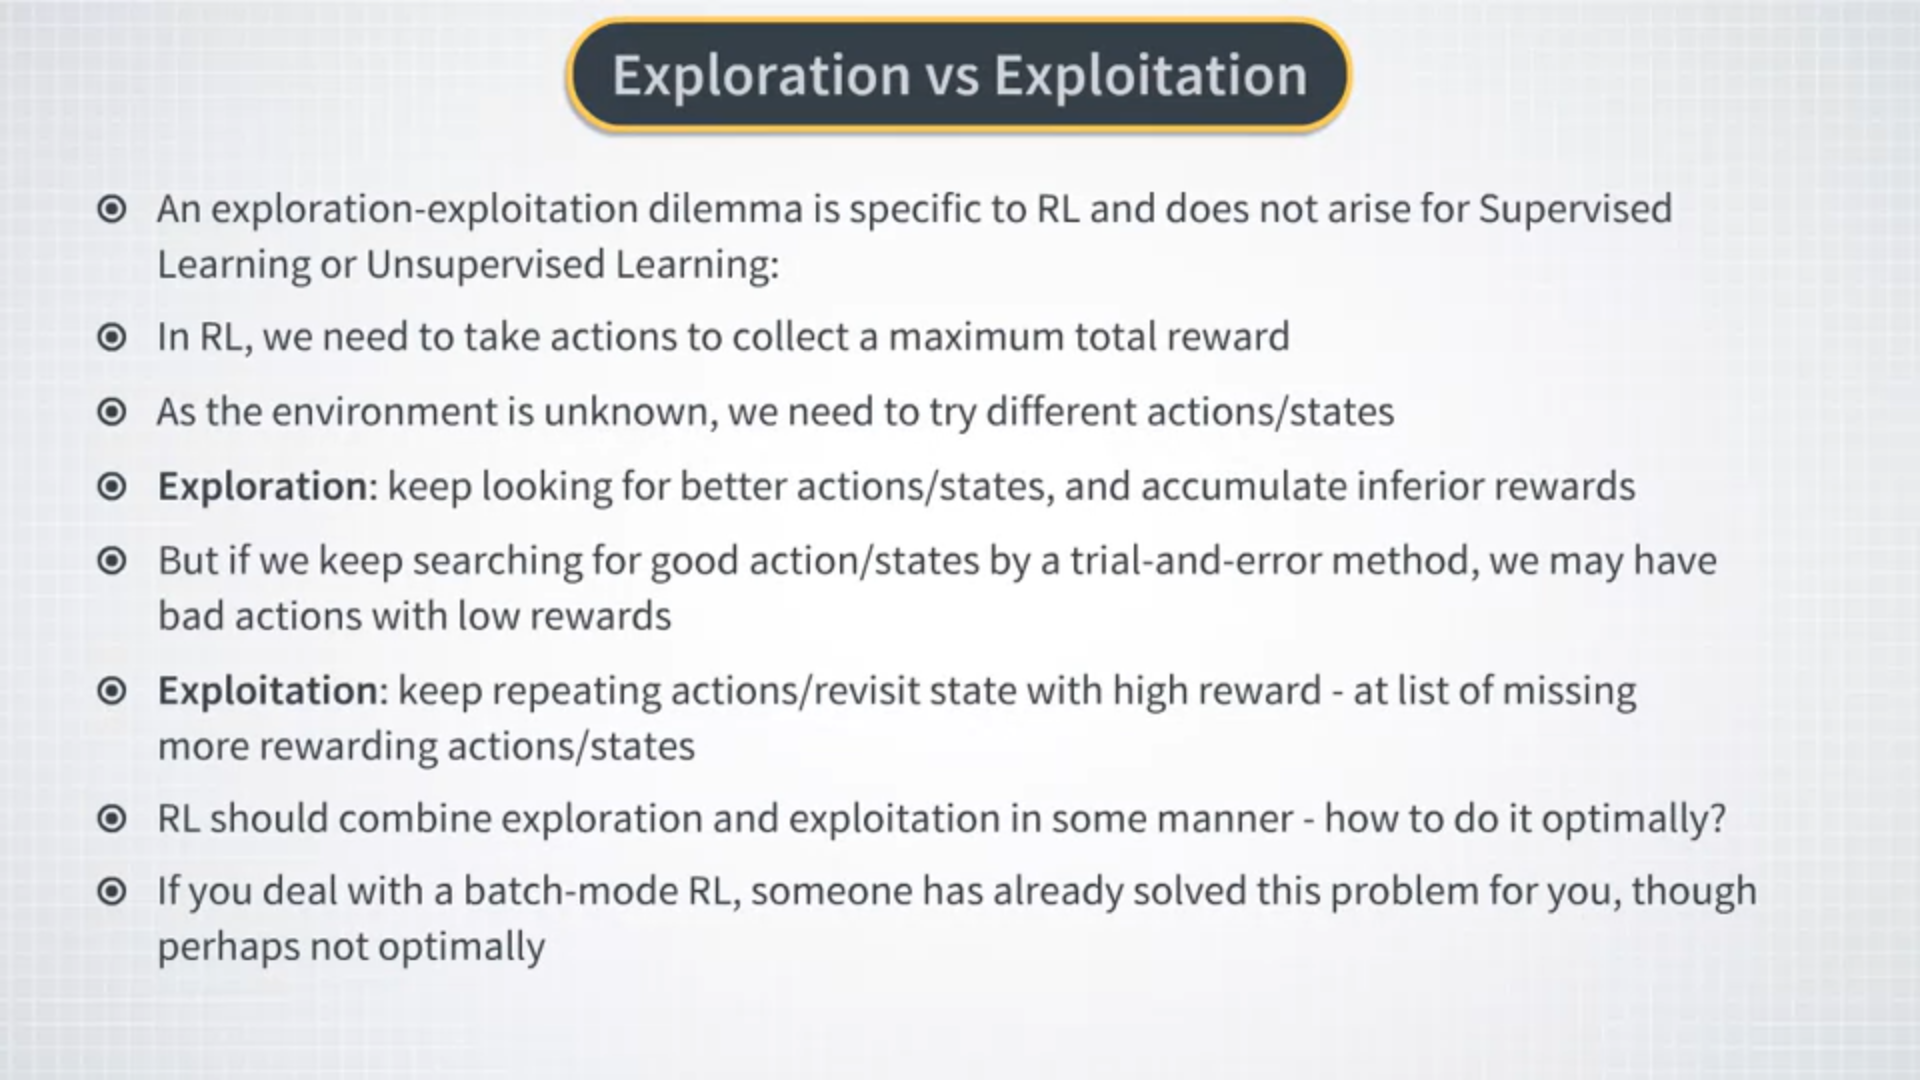 Exploration vs Exploitation
An exploration-exploitation dilemma is specific to RL and does not arise for Supervised
Learning or Unsupervised Learning:
In RL, we need to take actions to collect a maximum total reward
As the environment is unknown, we need to try different actions/states
Exploration: keep looking for better actions/states, and accumulate inferior rewards
But if we keep searching for good action/states by a trial-and-error method, we may have
bad actions with low rewards
Exploitation: keep repeating actions/revisit state with high reward - at list of missing
more rewarding actions/states
RL should combine exploration and exploitation in some manner - how to do it optimally?
If you deal with a batch-mode RL, someone has already solved this problem for you, though
perhaps not optimally